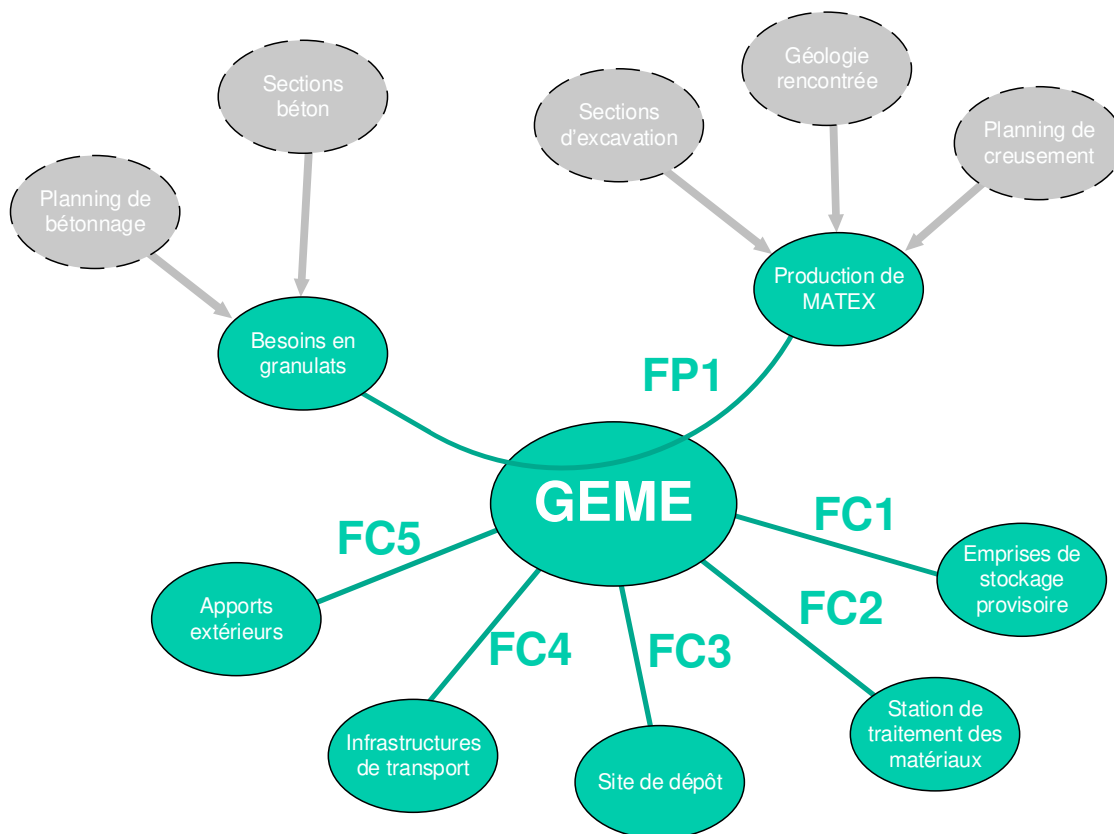 Géologie
rencontrée
Sections
béton
Sections
d'excavation
Planning de
creusement
Planning de
bétonnage
Production de
MATEX
Besoins en
granulats
FP1
GEME
FC1
FC5
Emprises de
stockage
provisoire
Apports
extérieurs
FC2
FC4
FC3
Station de
traitement des
matériaux
Infrastructures
de transport
Site de dépôt